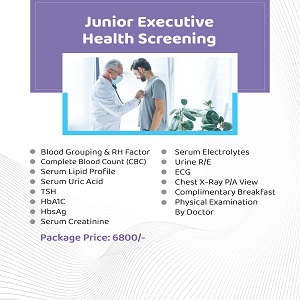 Junior Executive
Health Screening
Blood Grouping & RH Factor
Complete Blood Count (CBC)
Serum Lipid Profile
Serum Uric Acid
TSH
HbA1C
HbsAg
Serum Creatinine
Serum Electrolytes
Urine R/E
ECG
Chest X-Ray P/A View
Complimentary Breakfast
Physical Examination
By Doctor
Package Price: 6800/-